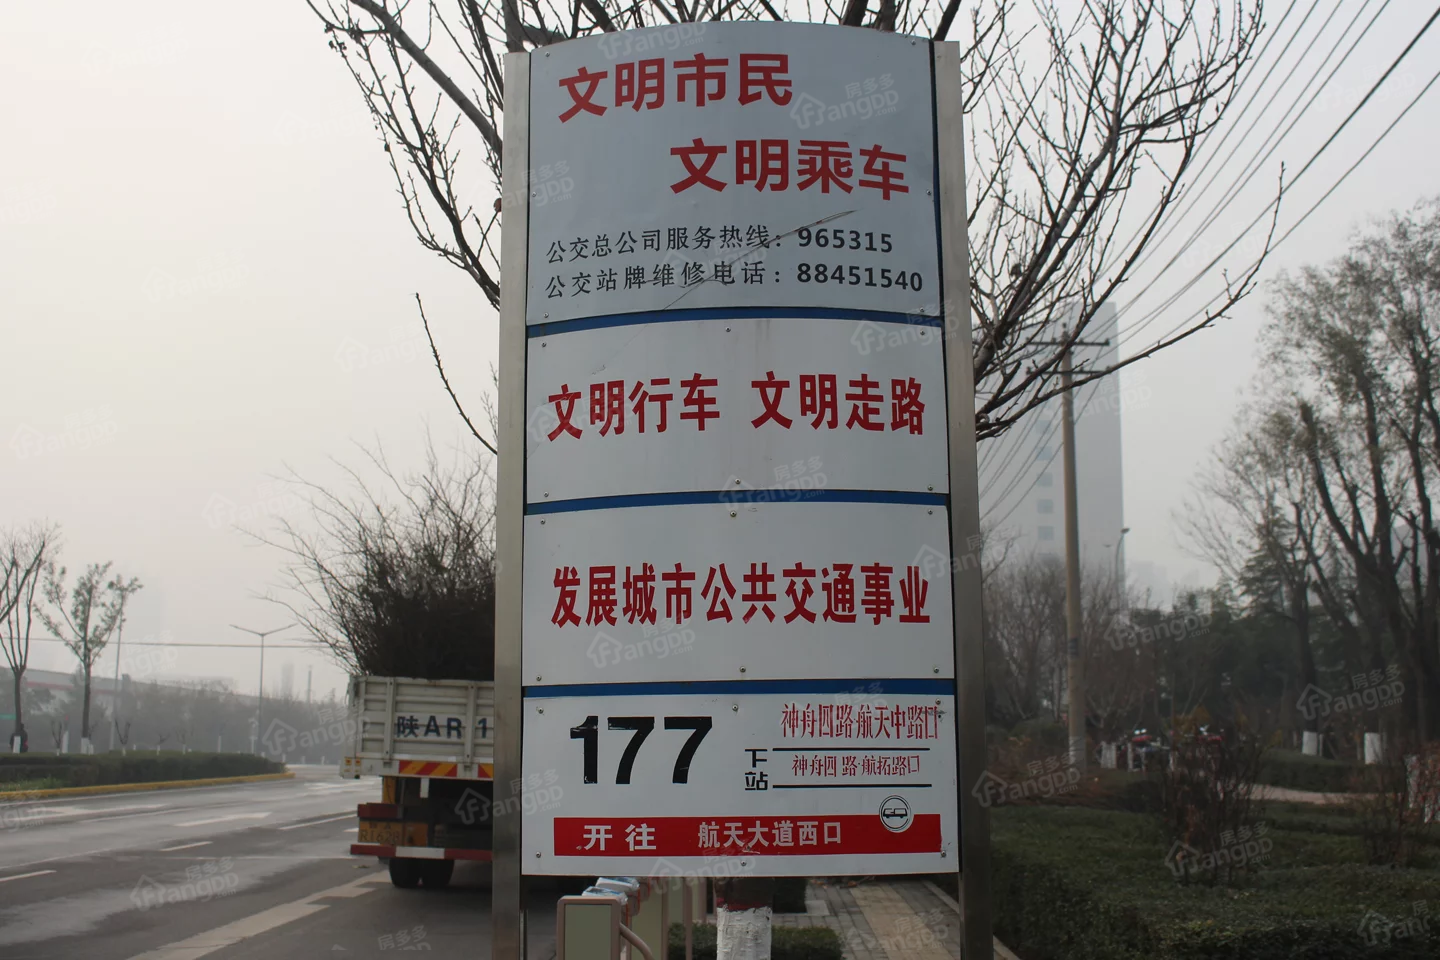 文明市民
文明乘车
公交总公司服务热线：965315
公交站牌维修电话：88451540
文明行车 文明走路
发展城市公共交通事业
177
神舟四路·航天中路口
下站
神舟四路·航拓路口
开往 航天大道西口
陕AR 1
房多多
fangdd.com